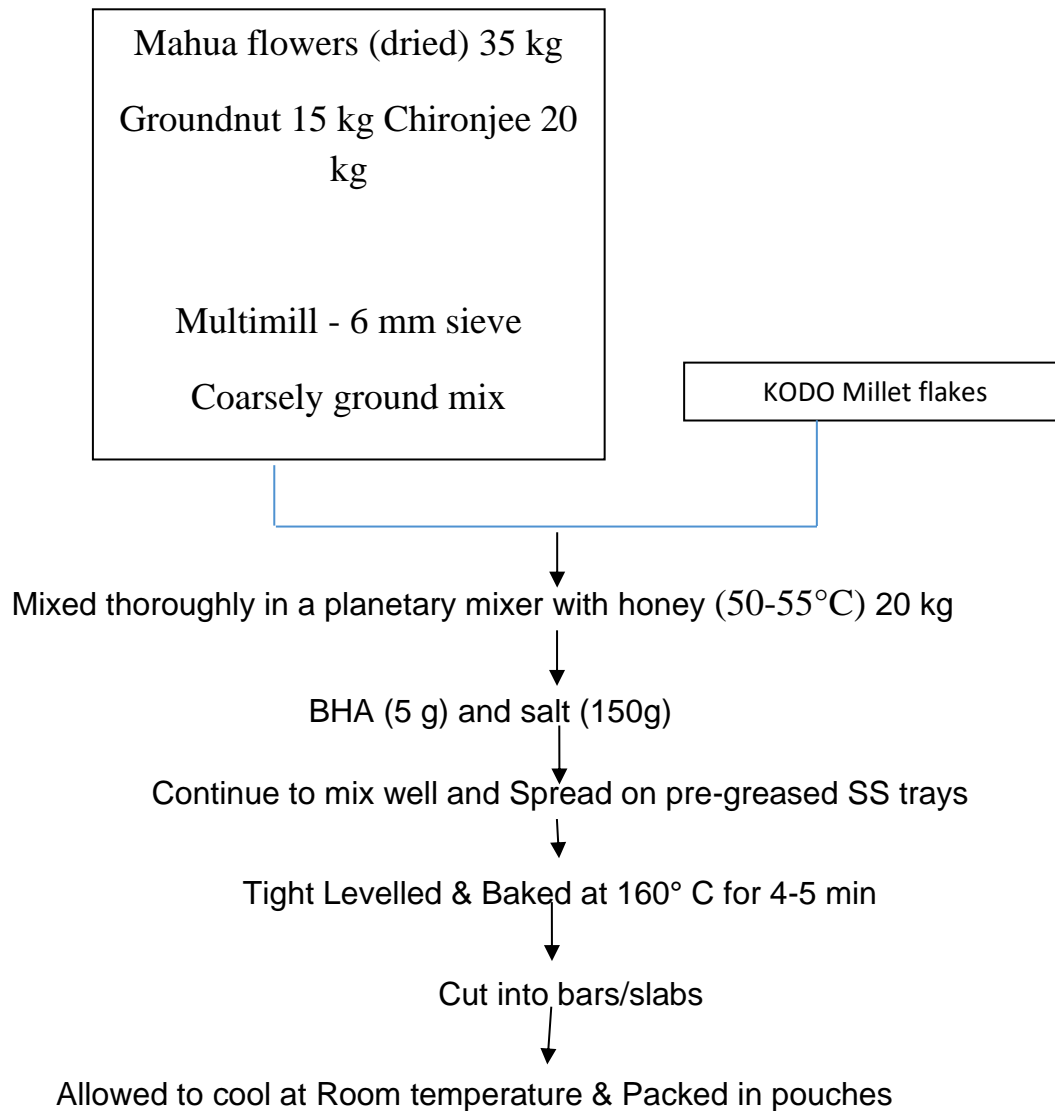 Mahua flowers (dried) 35 kg
Groundnut 15 kg Chironjee 20
kg
Multimill - 6 mm sieve
Coarsely ground mix
KODO Millet flakes
Mixed thoroughly in a planetary mixer with honey (50-55°C) 20 kg
BHA (5 g) and salt (150g)
Continue to mix well and Spread on pre-greased SS trays
Tight Levelled & Baked at 160° C for 4-5 min
Cut into bars/slabs
Allowed to cool at Room temperature & Packed in pouches